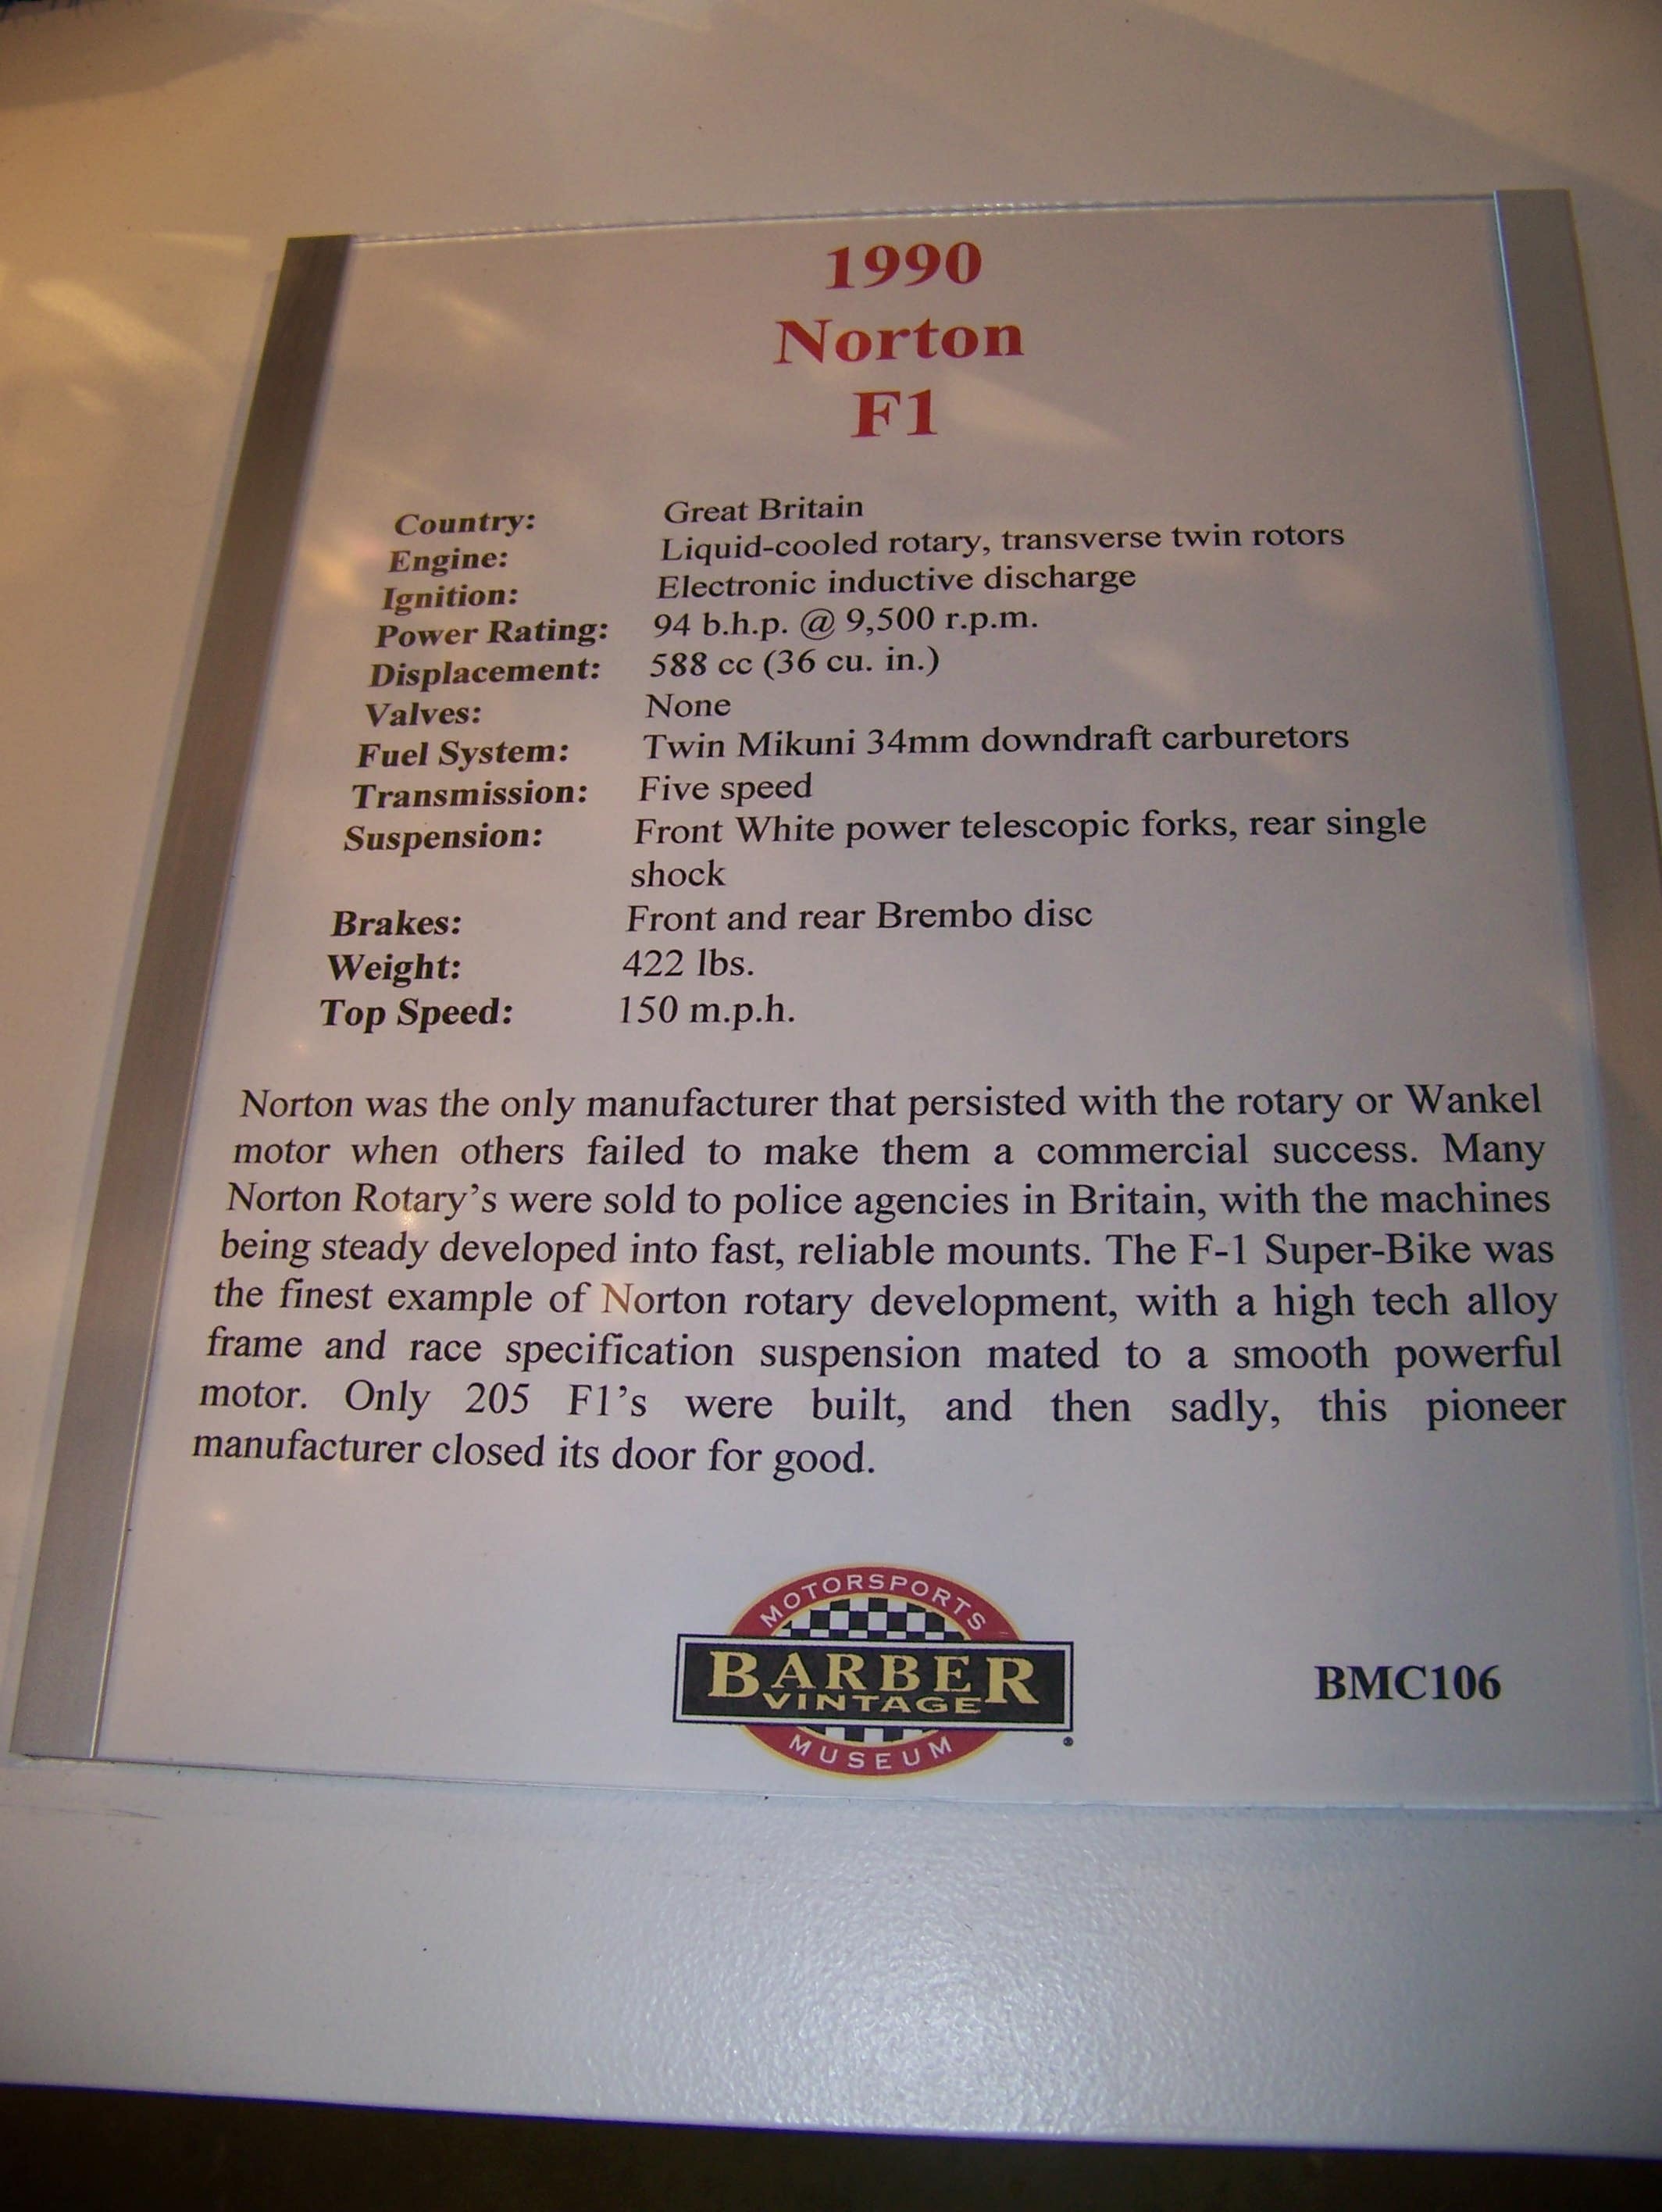 1990
Norton
F1
Country: Great Britain
Engine: Liquid-cooled rotary, transverse twin rotors
Ignition: Electronic inductive discharge
Power Rating: 94 b.h.p. @ 9,500 r.p.m.
Displacement: 588 cc (36 cu. in.)
Valves: None
Fuel System: Twin Mikuni 34mm downdraft carburetors
Transmission: Five speed
Suspension: Front White power telescopic forks, rear single
shock
Brakes: Front and rear Brembo disc
Weight: 422 lbs.
Top Speed: 150 m.p.h.
Norton was the only manufacturer that persisted with the rotary or Wankel
motor when others failed to make them a commercial success. Many
Norton Rotary's were sold to police agencies in Britain, with the machines
being steady developed into fast, reliable mounts. The F-1 Super-Bike was
the finest example of Norton rotary development, with a high tech alloy
frame and race specification suspension mated to a smooth powerful
motor. Only 205 F1's were built, and then sadly, this pioneer
manufacturer closed its door for good.
MOTORSPORTS
BARBER
VINTAGE
MUSEUM
®
BMC106